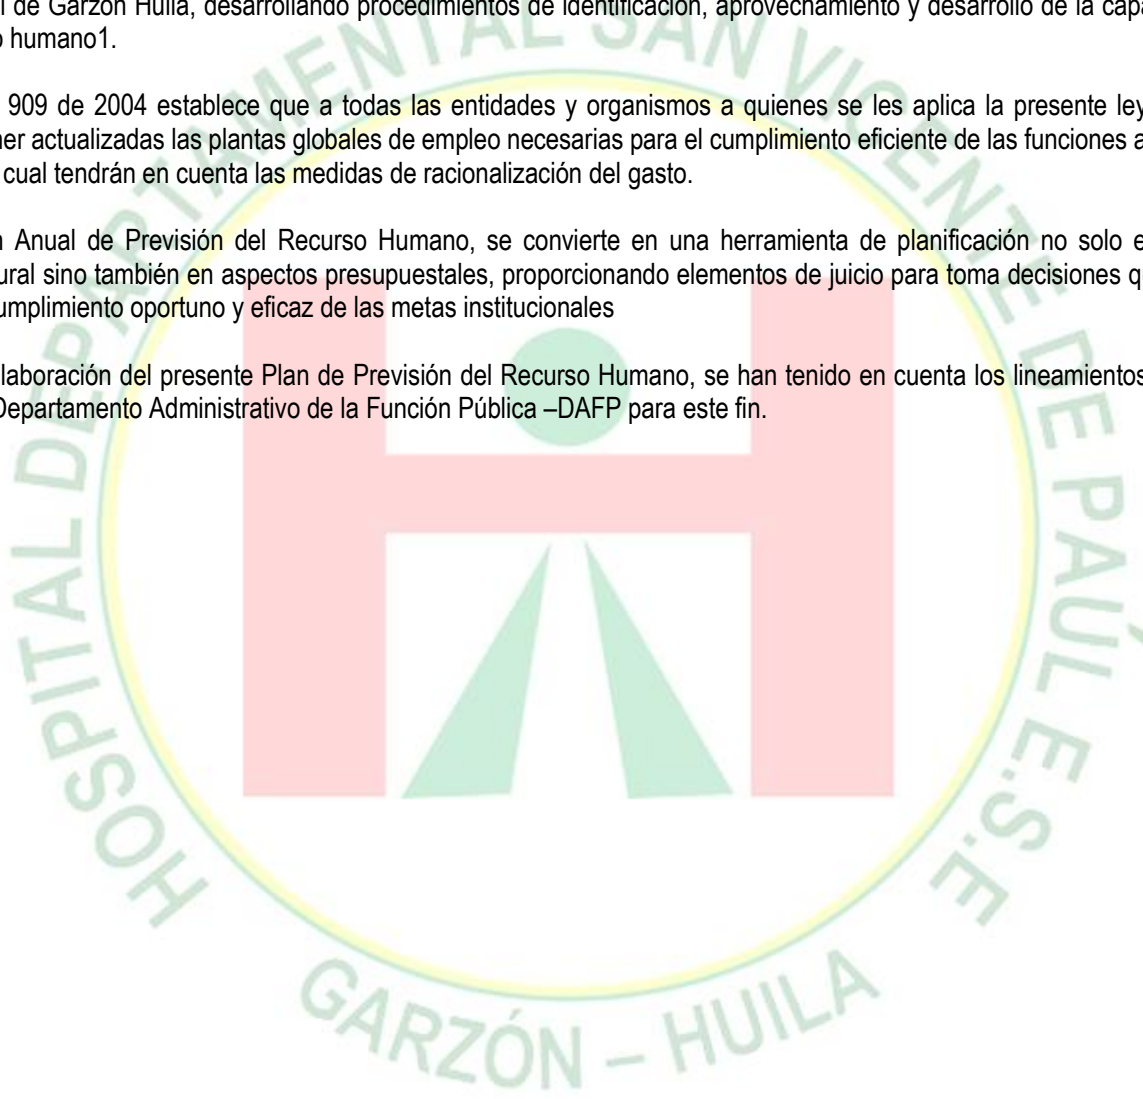 de Garzón Huila, desarrollando procedimientos de identificación, aprovechamiento y desarrollo de la
humano1.
909 de 2004 establece que a todas las entidades y organismos a quienes se les aplica la presente ley
actualizadas las plantas globales de empleo necesarias para el cumplimiento eficiente de las funciones
cual tendrán en cuenta las medidas de racionalización del gasto.
Anual de Previsión del Recurso Humano, se convierte en una herramienta de planificación no solo
sino también en aspectos presupuestales, proporcionando elementos de juicio para toma decisiones
cumplimiento oportuno y eficaz de las metas institucionales
elaboración del presente Plan de Previsión del Recurso Humano, se han tenido en cuenta los lineamientos
Departamento Administrativo de la Función Pública –DAFP para este fin.
HOSPITAL DEPARTAMENTAL SAN VICENTE DE PAÚL E.S.E
GARZÓN – HUILA